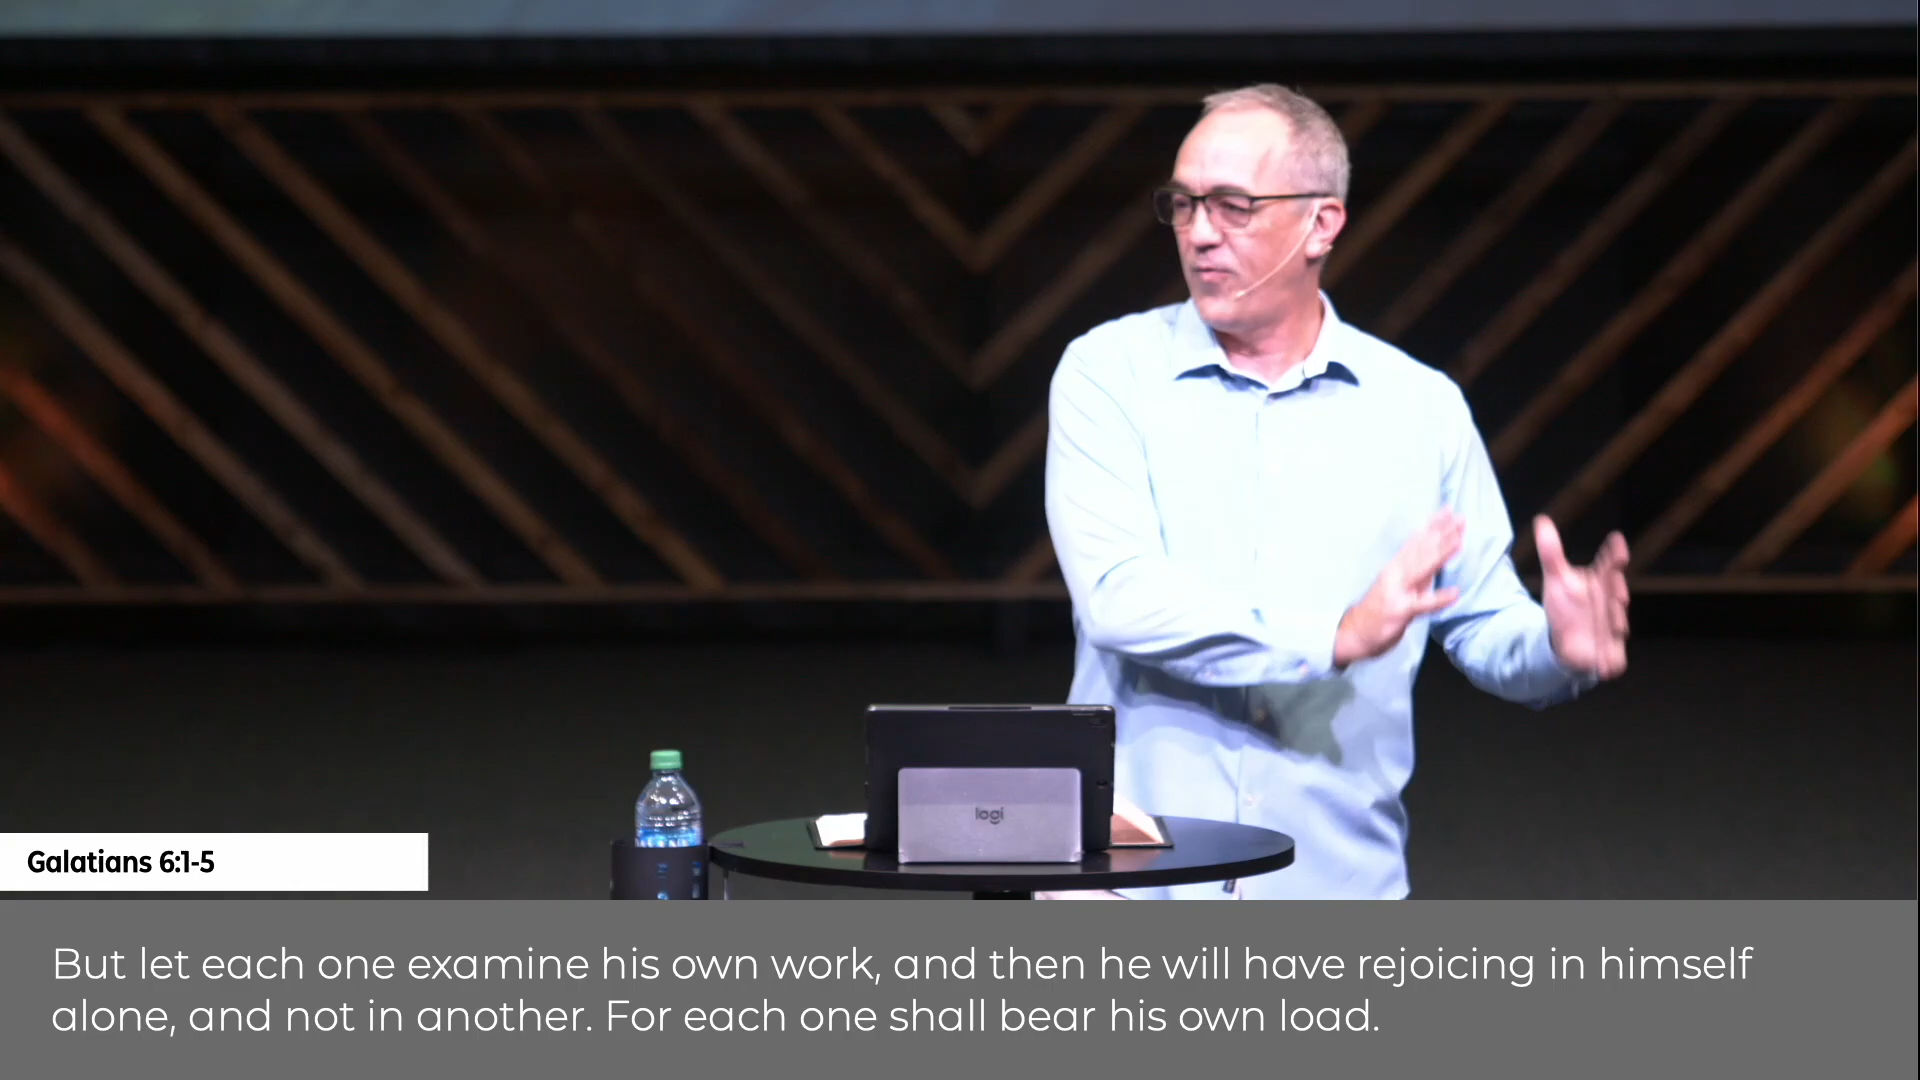 logi
Galatians 6:1-5
But let each one examine his own work, and then he will have rejoicing in himself
alone, and not in another. For each one shall bear his own load.